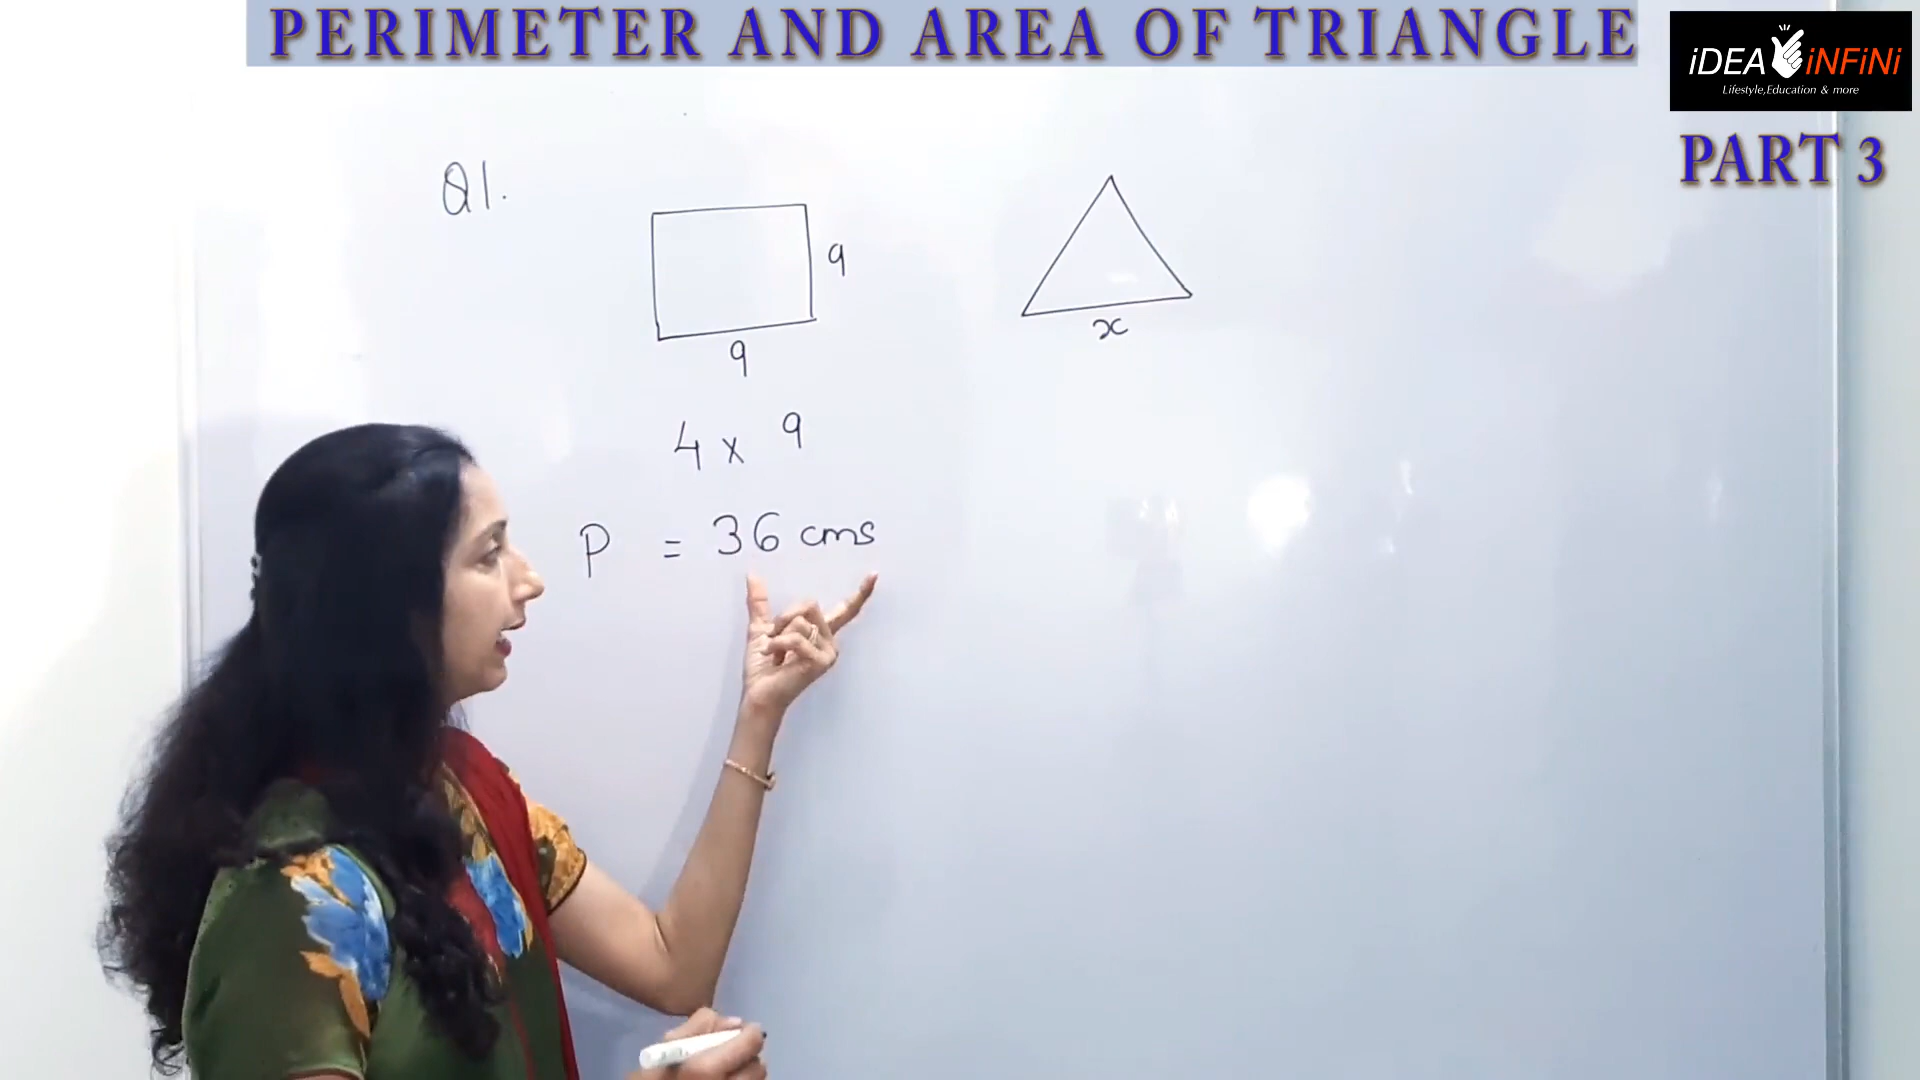 PERIMETER AND AREA OF TRIANGLE
iDEA iNFiNi
Lifestyle,Education & more
PART 3
Q1.
9
9
x
4 x 9
P = 36 cms